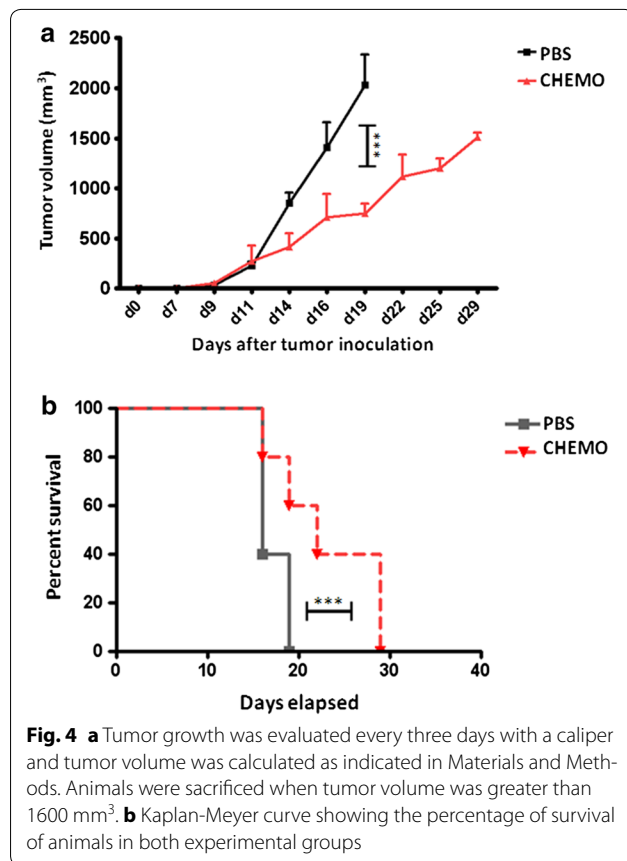 a
PBS
CHEMO
2500
2000
1500
1000
500
0
Tumor volume (mm³)
***
d0 d7 d9 d11 d14 d16 d19 d22 d25 d29
Days after tumor inoculation
b
PBS
CHEMO
100
80
60
40
20
0
Percent survival
***
0 10 20 30 40
Days elapsed
Fig. 4 a Tumor growth was evaluated every three days with a caliper
and tumor volume was calculated as indicated in Materials and Meth-
ods. Animals were sacrificed when tumor volume was greater than
1600 mm³. b Kaplan-Meyer curve showing the percentage of survival
of animals in both experimental groups